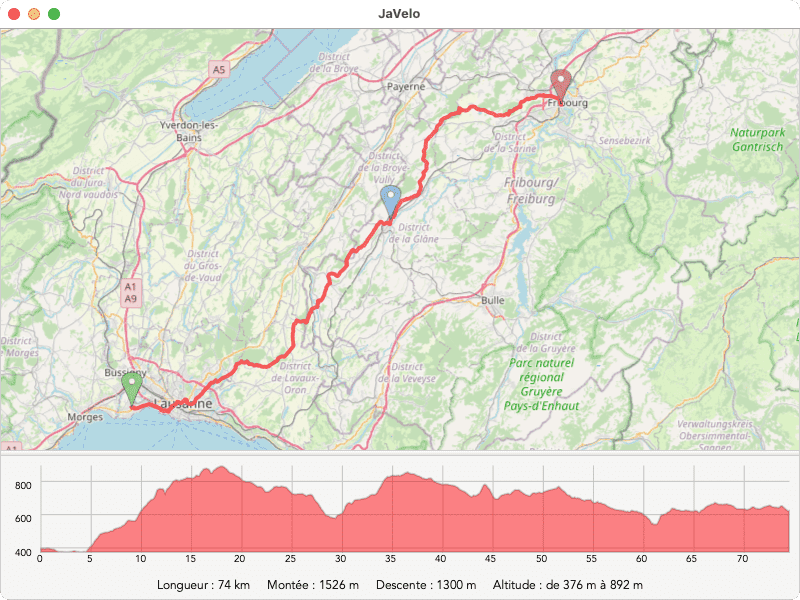 JaVelo
District
de la Broye
A5
Payerne
Fribourg
Yverdon-les-
Bains
Sensebezirk
Naturpark
Gantrisch
District
de la Sarine
District
de la Broye-
Vully
District
du Jura-
Nord vaudois
Fribourg/
Freiburg
District
de la Glâne
District
du Gros-
de-Vaud
A1
A9
Bulle
District
de Morges
District
de la Gruyère
Bussigny
District
de Lavaux-
Oron
District
de la Veveyse
Parc naturel
régional
Gruyère
Pays-d'Enhaut
Lausanne
Morges
Verwaltungskreis
Obersimmental-
Saanen
A1
800
600
400
0 5 10 15 20 25 30 35 40 45 50 55 60 65 70
Longueur : 74 km Montée : 1526 m Descente : 1300 m Altitude : de 376 m à 892 m